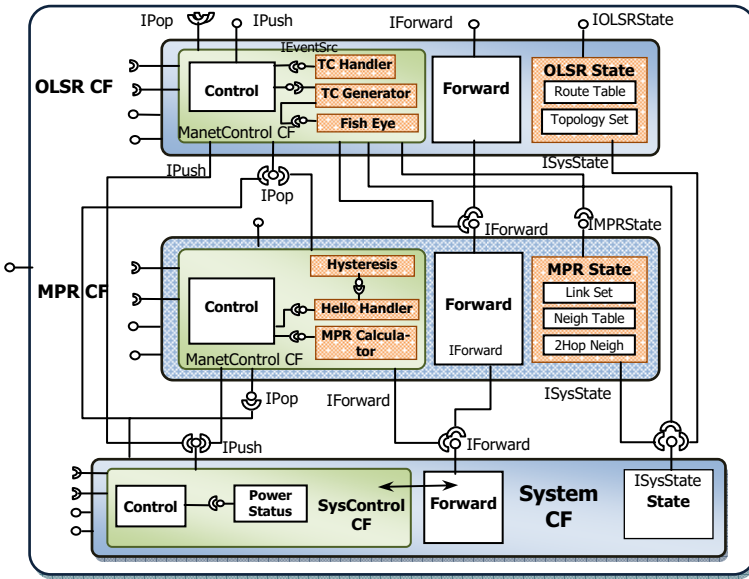 IPop
IPush
IForward
IOLSRState
IEventSrc
OLSR CF
Control
TC Handler
TC Generator
Fish Eye
ManetControl CF
Forward
OLSR State
Route Table
Topology Set
IPush
IPop
ISysState
IForward
IMPRState
MPR CF
Control
Hysteresis
Hello Handler
MPR Calcula-
tor
ManetControl CF
Forward
IForward
MPR State
Link Set
Neigh Table
2Hop Neigh
IPop
IForward
ISysState
IPush
IForward
Control
Power
Status
SysControl
CF
Forward
System
CF
ISysState
State